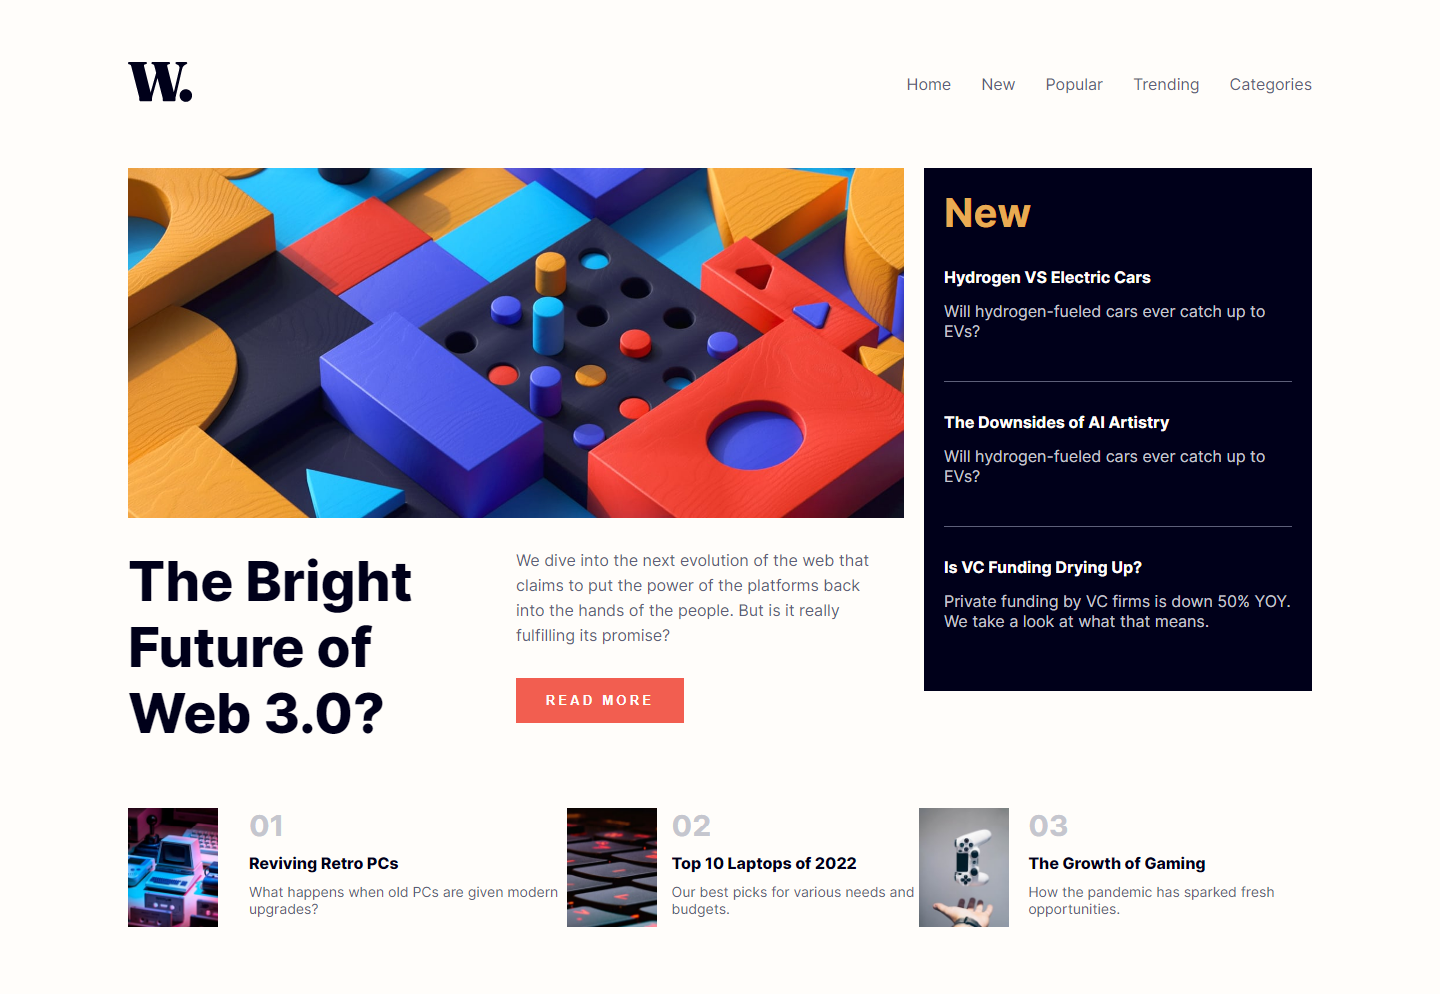 W.
Home New Popular Trending Categories
New
Hydrogen VS Electric Cars
Will hydrogen-fueled cars ever catch up to
EVs?
The Downsides of AI Artistry
Will hydrogen-fueled cars ever catch up to
EVs?
Is VC Funding Drying Up?
Private funding by VC firms is down 50% YOY.
We take a look at what that means.
The Bright
Future of
Web 3.0?
We dive into the next evolution of the web that
claims to put the power of the platforms back
into the hands of the people. But is it really
fulfilling its promise?
READ MORE
01
Reviving Retro PCs
What happens when old PCs are given modern
upgrades?
02
Top 10 Laptops of 2022
Our best picks for various needs and
budgets.
03
The Growth of Gaming
How the pandemic has sparked fresh
opportunities.